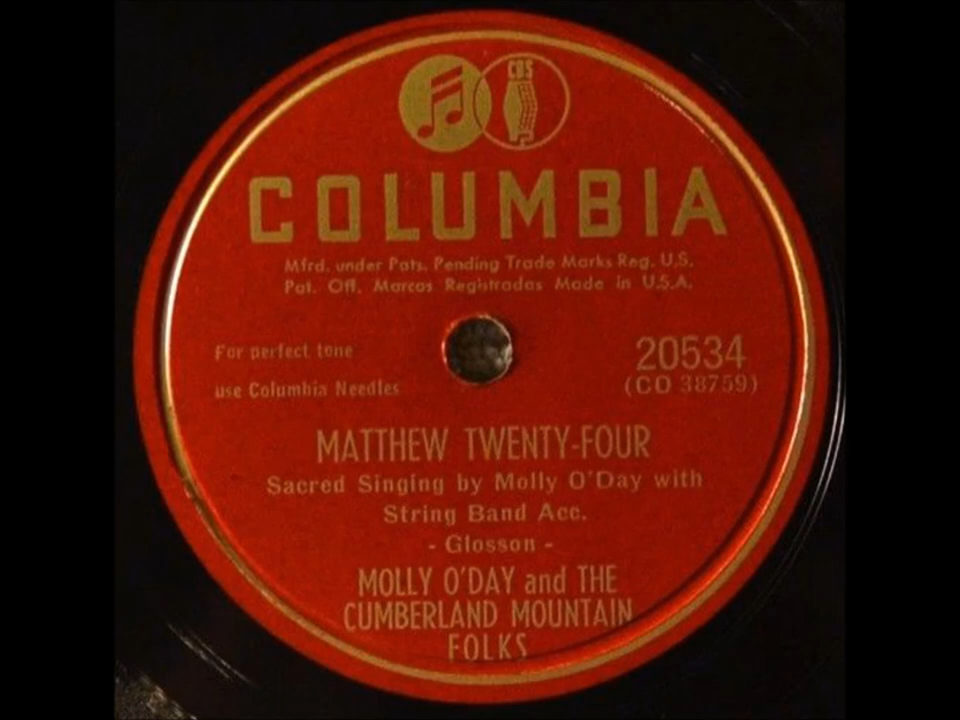 CBS
COLUMBIA
Mfrd. under Pats. Pending Trade Marks Reg. U.S.
Pat. Off. Marcas Registradas Made in U.S.A.
For perfect tone
use Columbia Needles
20534
(CO 38759)
MATTHEW TWENTY-FOUR
Sacred Singing by Molly O'Day with
String Band Acc.
- Glosson -
MOLLY O'DAY and THE
CUMBERLAND MOUNTAIN
FOLKS